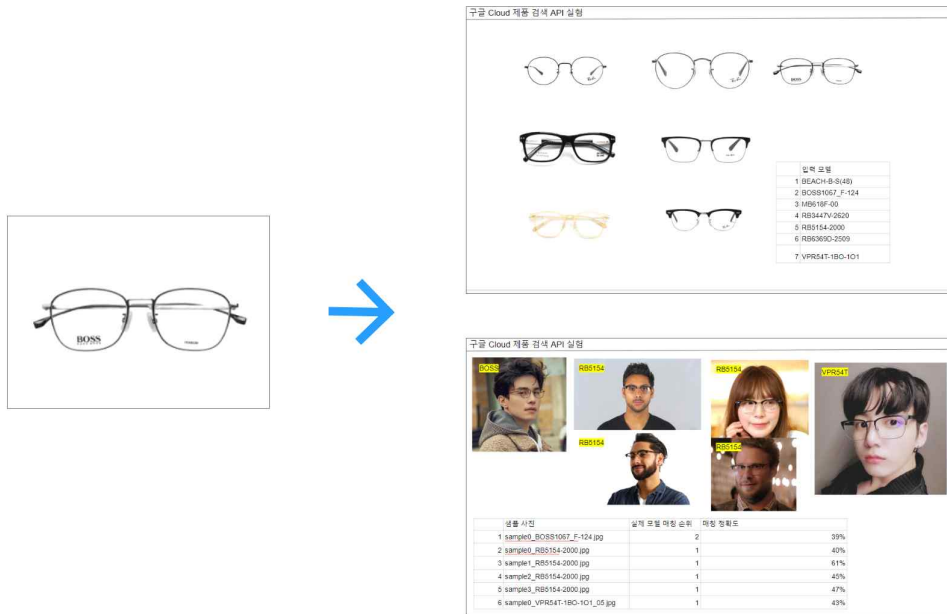 구글 Cloud 제품 검색 API 실험
BOSS
입력 모델
1 BEACH-B-S(48)
2 BOSS1067_F-124
3 MB618F-00
4 RB3447V-2620
5 RB5154-2000
6 RB6369D-2509
7 VPR54T-1BO-1O1
BOSS
구글 Cloud 제품 검색 API 실험
BOSS
RB5154
RB5154
VPR54T
RB5154
RB5154
샘플 사진 실제 모델 매칭 순위 매칭 정확도
1 sample0_BOSS1067_F-124.jpg 2 39%
2 sample0_RB5154-2000.jpg 1 40%
3 sample1_RB5154-2000.jpg 1 61%
4 sample2_RB5154-2000.jpg 1 45%
5 sample3_RB5154-2000.jpg 1 47%
6 sample0_VPR54T-1BO-1O1_05.jpg 1 43%